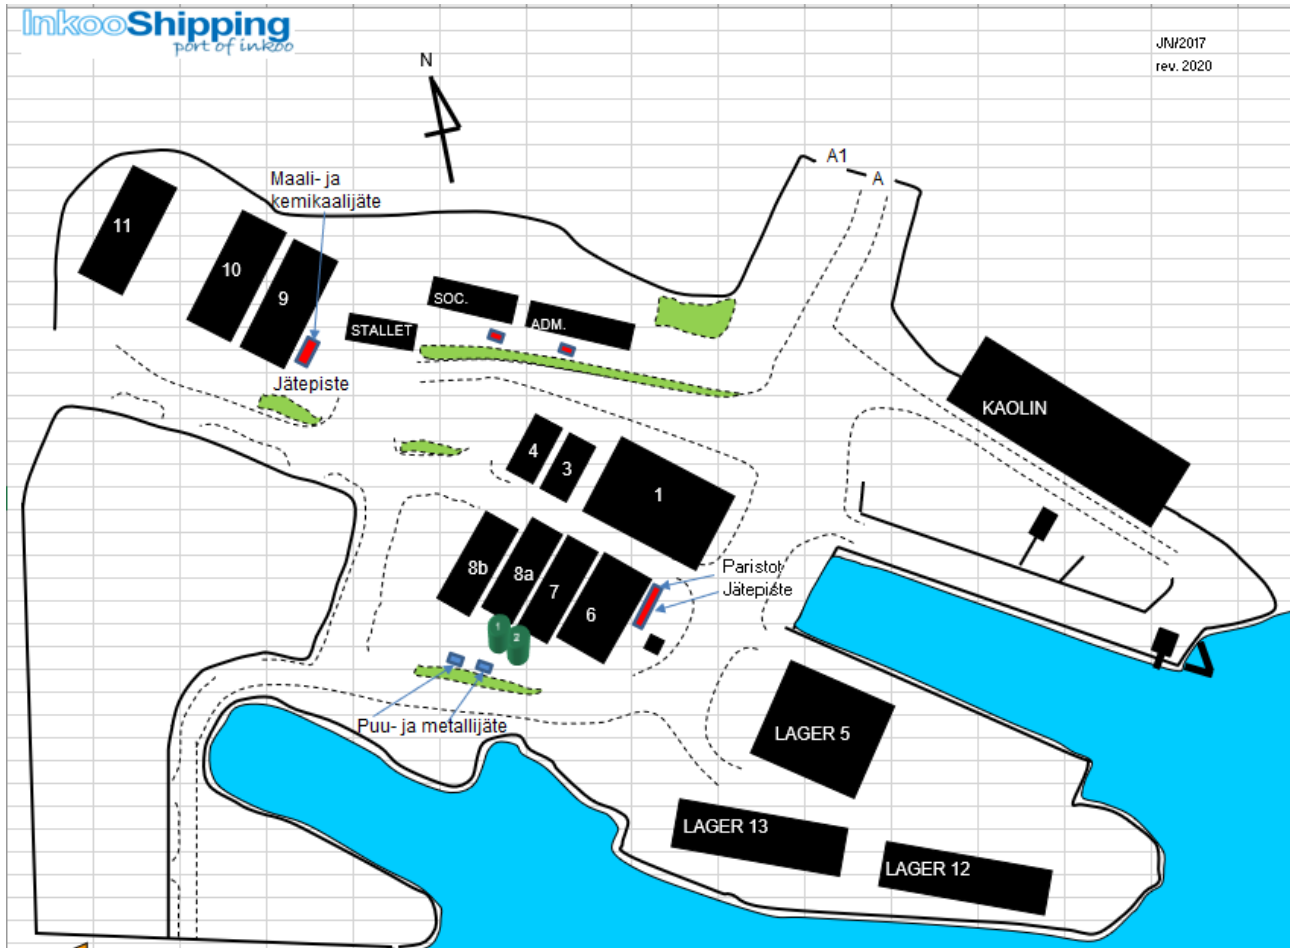 InkooShipping
port of inkoo
JN/2017
rev. 2020
N
A1
A
Maali- ja
kemikaalijäte
11
10
9
SOC.
ADM.
STALLET
Jätepiste
KAOLIN
4
3
1
8b
8a
7
6
Paristot
Jätepiste
1
2
Puu- ja metallijäte
LAGER 5
LAGER 13
LAGER 12